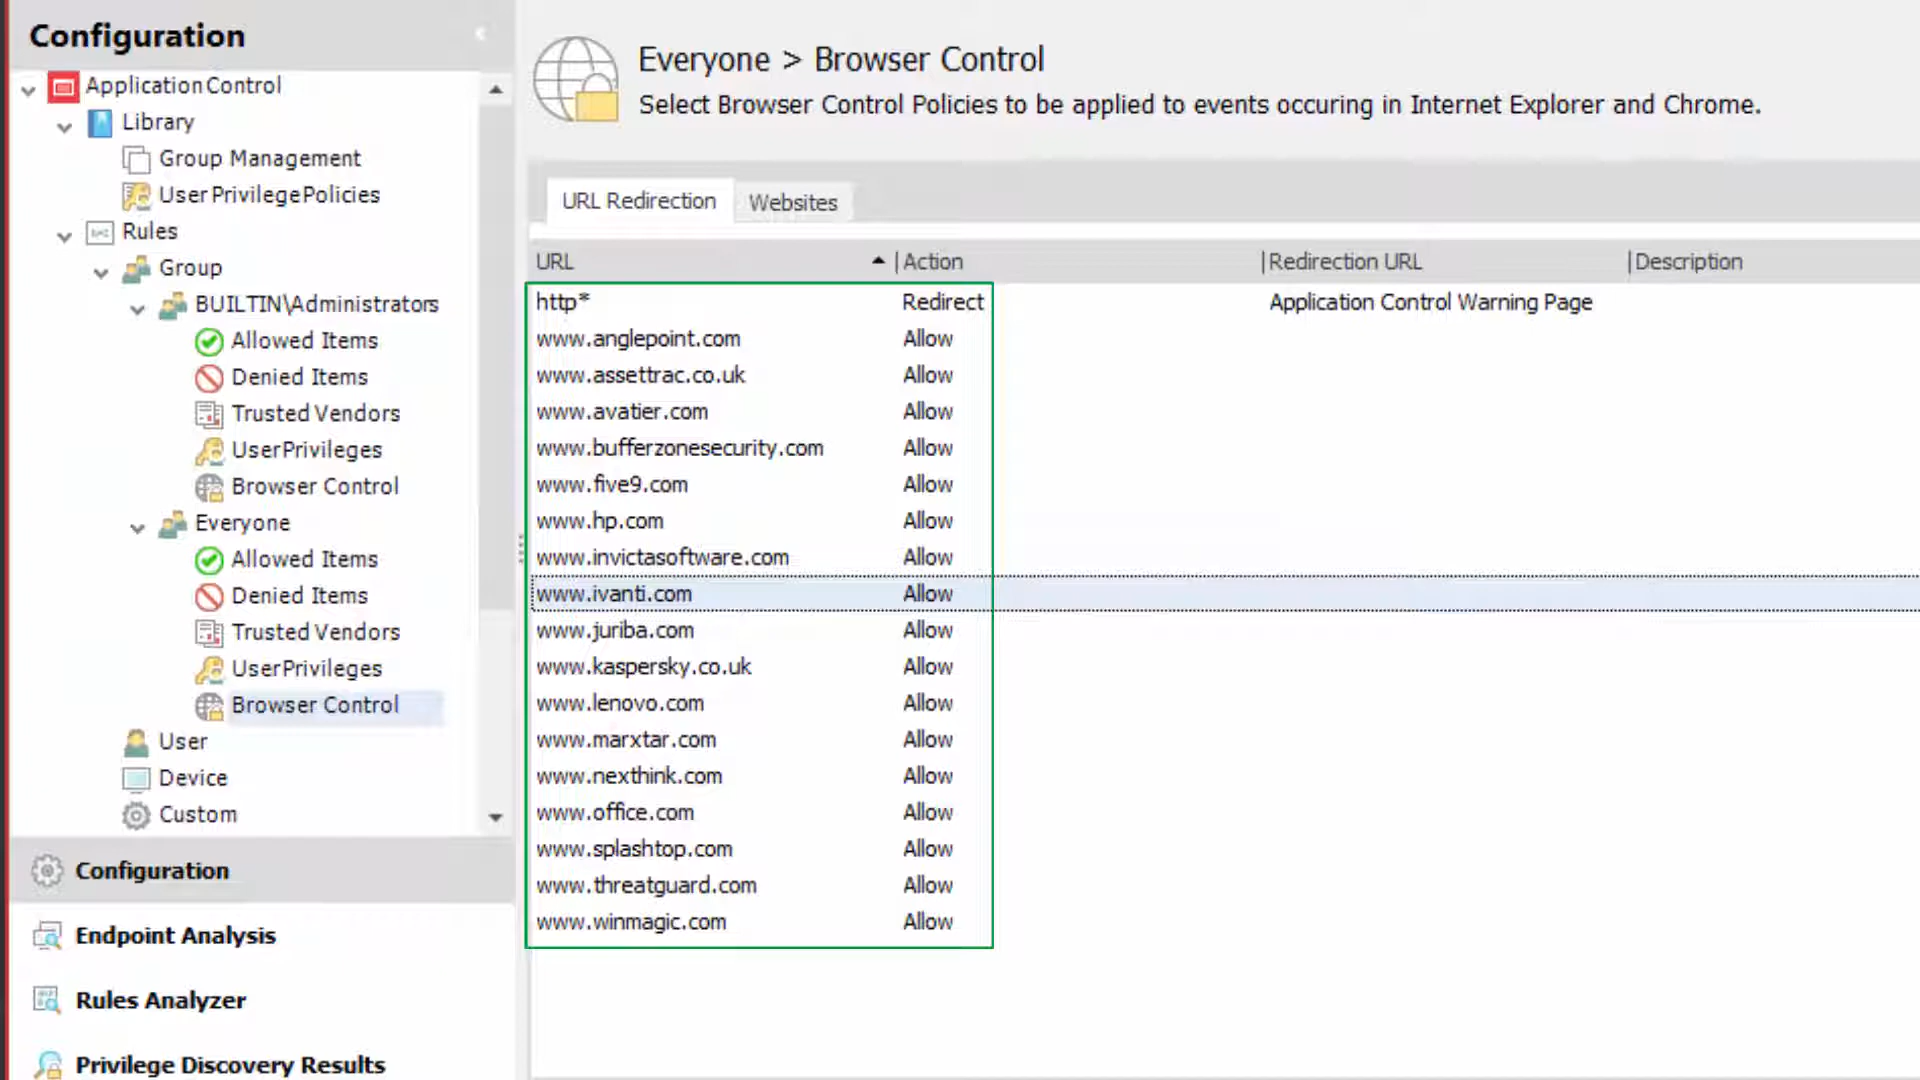 Configuration
Application Control
Library
Group Management
User Privilege Policies
Rules
Group
BUILTIN\Administrators
Allowed Items
Denied Items
Trusted Vendors
User Privileges
Browser Control
Everyone
Allowed Items
Denied Items
Trusted Vendors
User Privileges
Browser Control
User
Device
Custom
Configuration
Endpoint Analysis
Rules Analyzer
Privilege Discovery Results
Everyone > Browser Control
Select Browser Control Policies to be applied to events occuring in Internet Explorer and Chrome.
URL Redirection Websites
URL Action Redirection URL Description
http* Redirect Application Control Warning Page
www.anglepoint.com Allow
www.assettrac.co.uk Allow
www.avatier.com Allow
www.bufferzonesecurity.com Allow
www.five9.com Allow
www.hp.com Allow
www.invictasoftware.com Allow
www.ivanti.com Allow
www.juriba.com Allow
www.kaspersky.co.uk Allow
www.lenovo.com Allow
www.marxtar.com Allow
www.nexthink.com Allow
www.office.com Allow
www.splashtop.com Allow
www.threatguard.com Allow
www.winmagic.com Allow